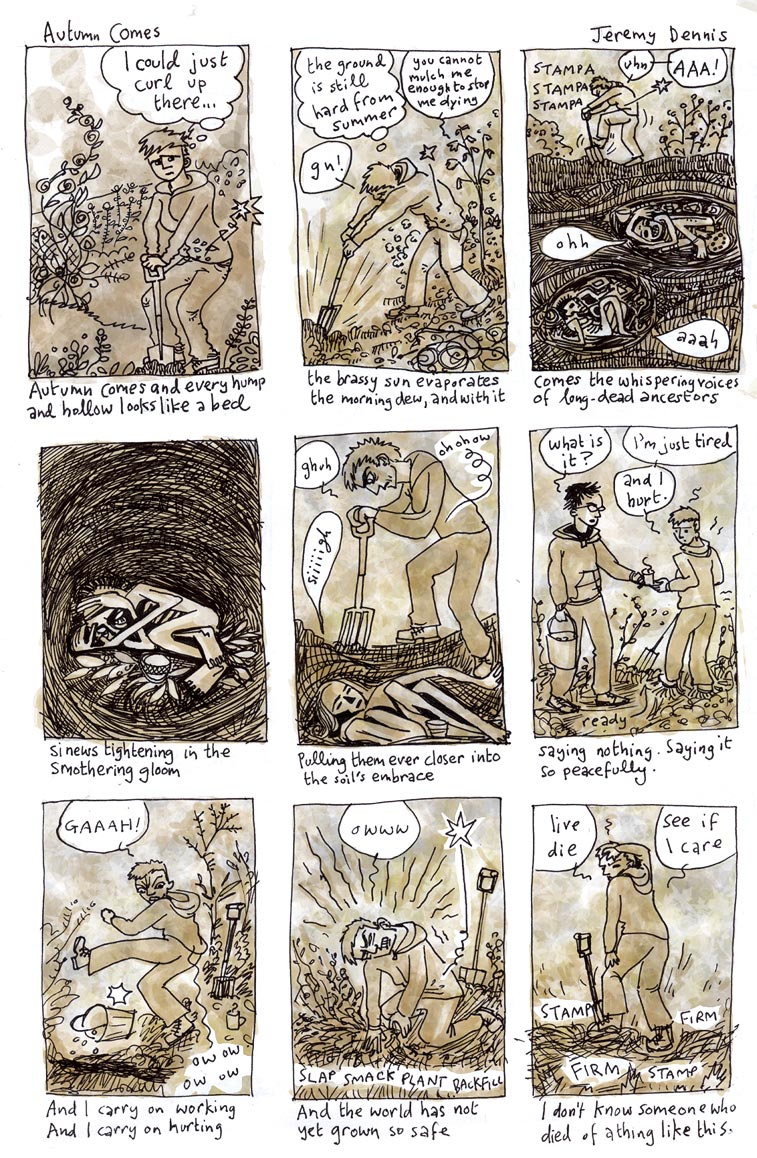 Autumn Comes
Jeremy Dennis
I could just
curl up
there...
Autumn Comes and every hump
and hollow looks like a bed
the ground
is still
hard from
summer
you cannot
mulch me
enough to stop
me dying
gn!
the brassy sun evaporates
the morning dew, and with it
STAMPA
STAMPA
STAMPA
uhn
AAA!
ohh
aaah
Comes the whispering voices
of long-dead ancestors
sinews tightening in the
smothering gloom
ghuh
ohohow
siiiiigh
Pulling them ever closer into
the soil's embrace
what is
it?
I'm just tired
and I
hurt.
ready
saying nothing. Saying it
so peacefully.
GAAAH!
ow ow
ow ow
And I carry on working
And I carry on hurting
owww
SLAP SMACK PLANT BACKFILL
And the world has not
yet grown so safe
live
die
see if
I care
STAMP
FIRM
FIRM
STAMP
I don't know someone who
died of a thing like this.